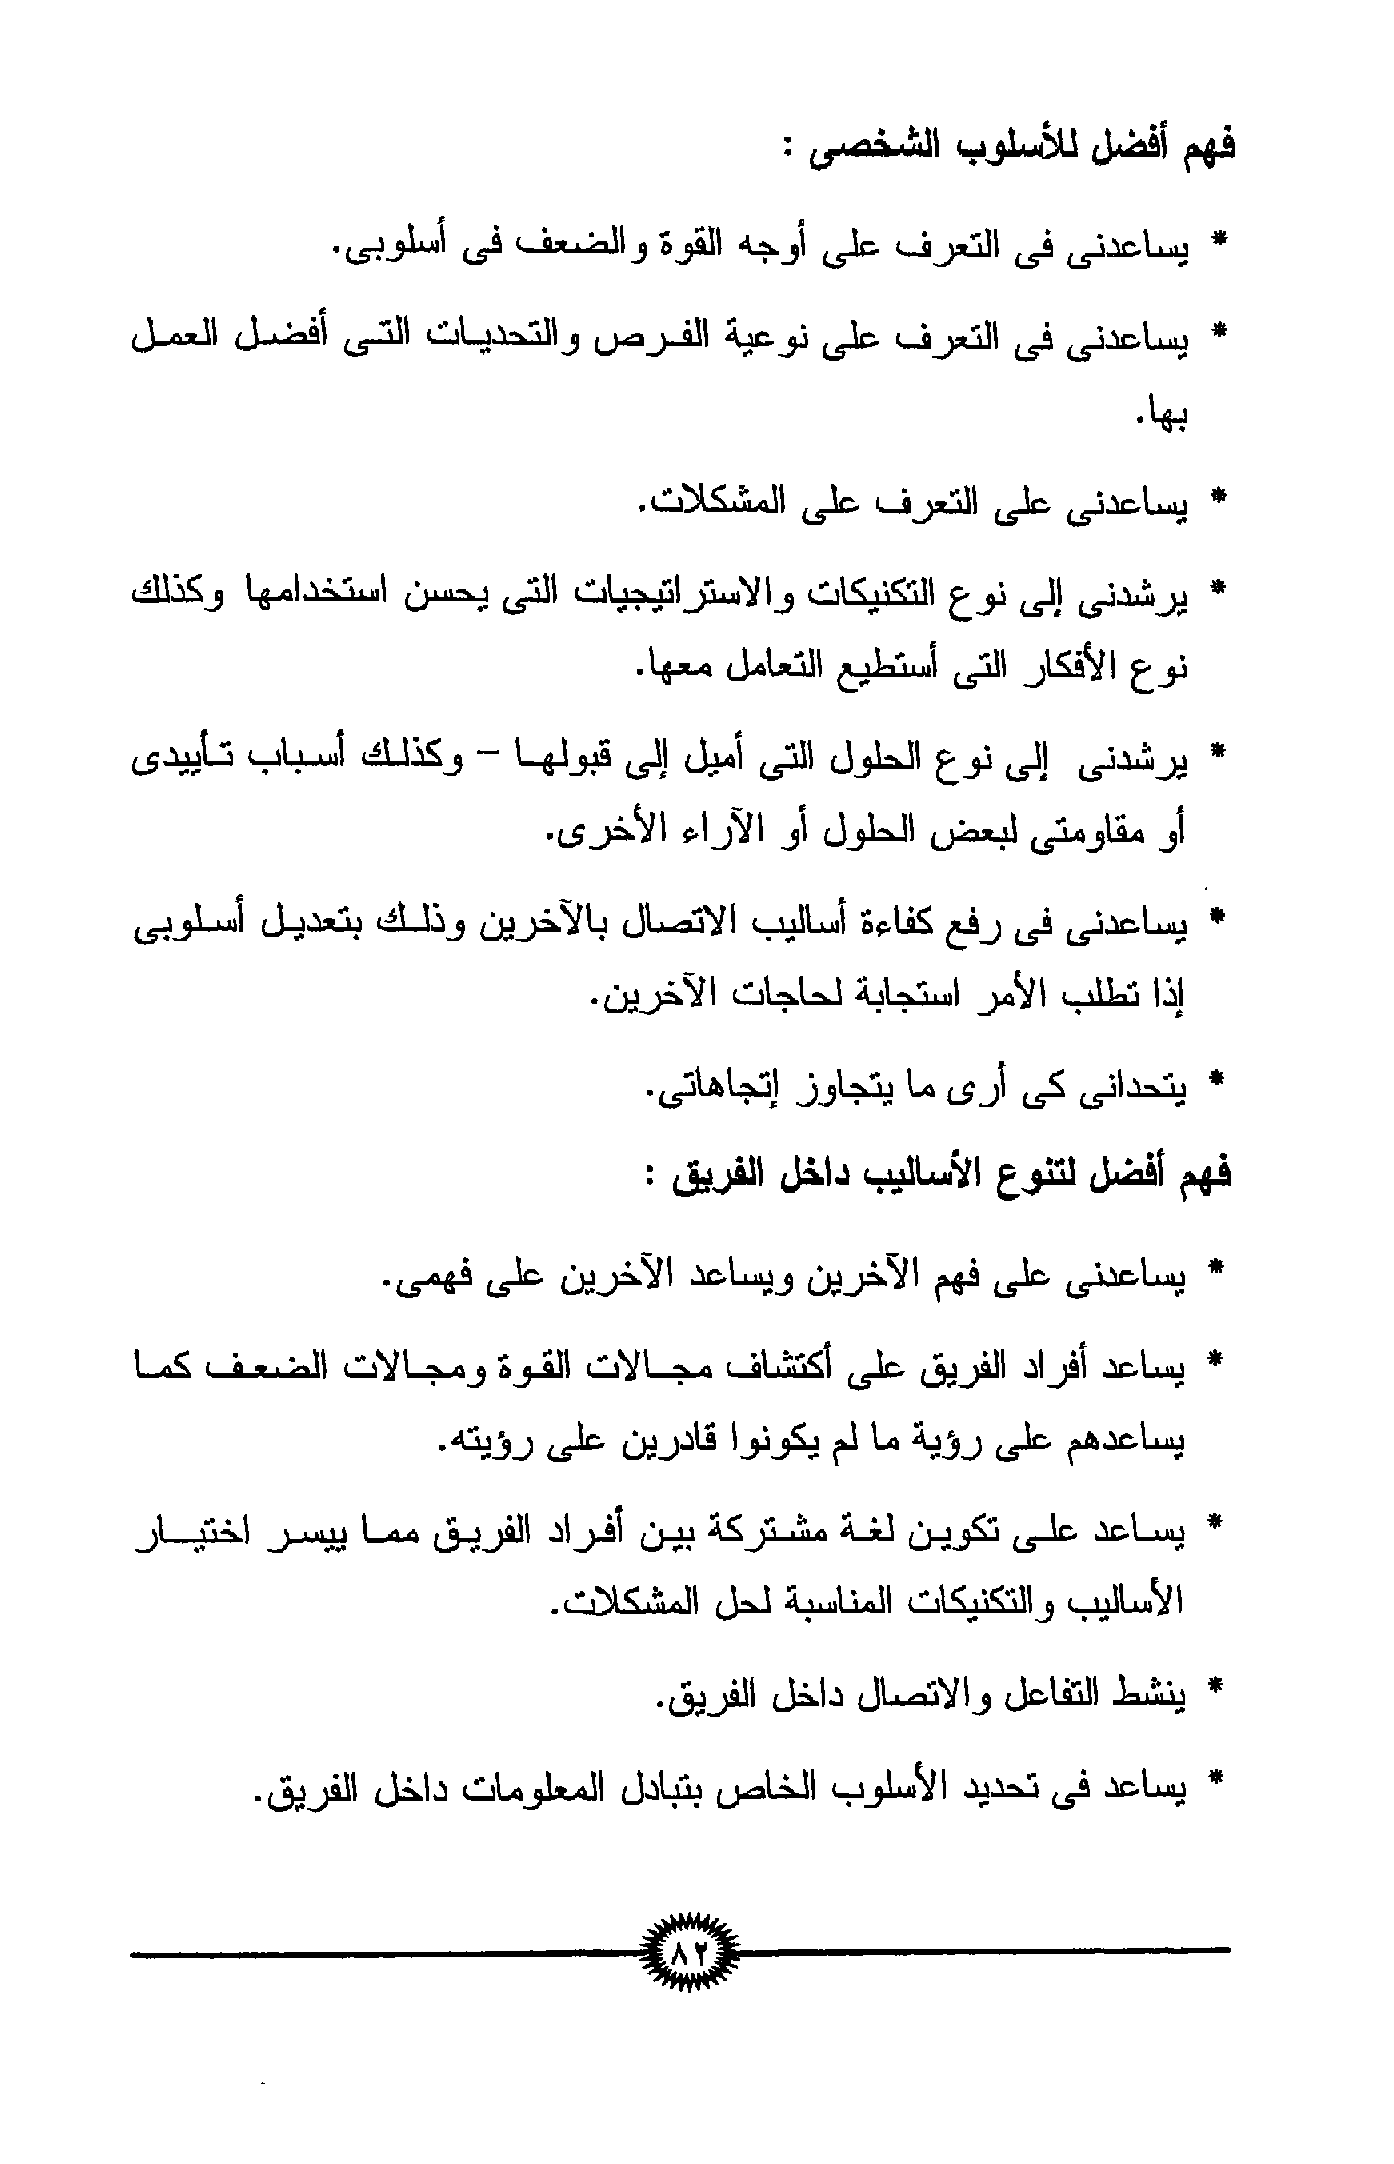 فهم أفضل للأسلوب الشخصى :
* يساعدنى فى التعرف على أوجه القوة والضعف فى أسلوبى.
* يساعدنى فى التعرف على نوعية الفرص والتحديات التى أفضل العمل
بها.
* يساعدنى على التعرف على المشكلات.
* يرشدنى إلى نوع التكنيكات والاستراتيجيات التى يحسن استخدامها وكذلك
نوع الأفكار التى أستطيع التعامل معها.
* يرشدنى إلى نوع الحلول التى أميل إلى قبولها – وكذلك أسباب تأييدى
أو مقاومتى لبعض الحلول أو الآراء الأخرى.
* يساعدنى فى رفع كفاءة أساليب الاتصال بالآخرين وذلك بتعديل أسلوبى
إذا تطلب الأمر استجابة لحاجات الآخرين.
* يتحدانى كى أرى ما يتجاوز إتجاهاتى.
فهم أفضل لتنوع الأساليب داخل الفريق :
* يساعدنى على فهم الآخرين ويساعد الآخرين على فهمى.
* يساعد أفراد الفريق على أكتشاف مجالات القوة ومجالات الضعف كما
يساعدهم على رؤية ما لم يكونوا قادرين على رؤيته.
* يساعد على تكوين لغة مشتركة بين أفراد الفريق مما ييسر اختيار
الأساليب والتكنيكات المناسبة لحل المشكلات.
* ينشط التفاعل والاتصال داخل الفريق.
* يساعد فى تحديد الأسلوب الخاص بتبادل المعلومات داخل الفريق.
٨٢